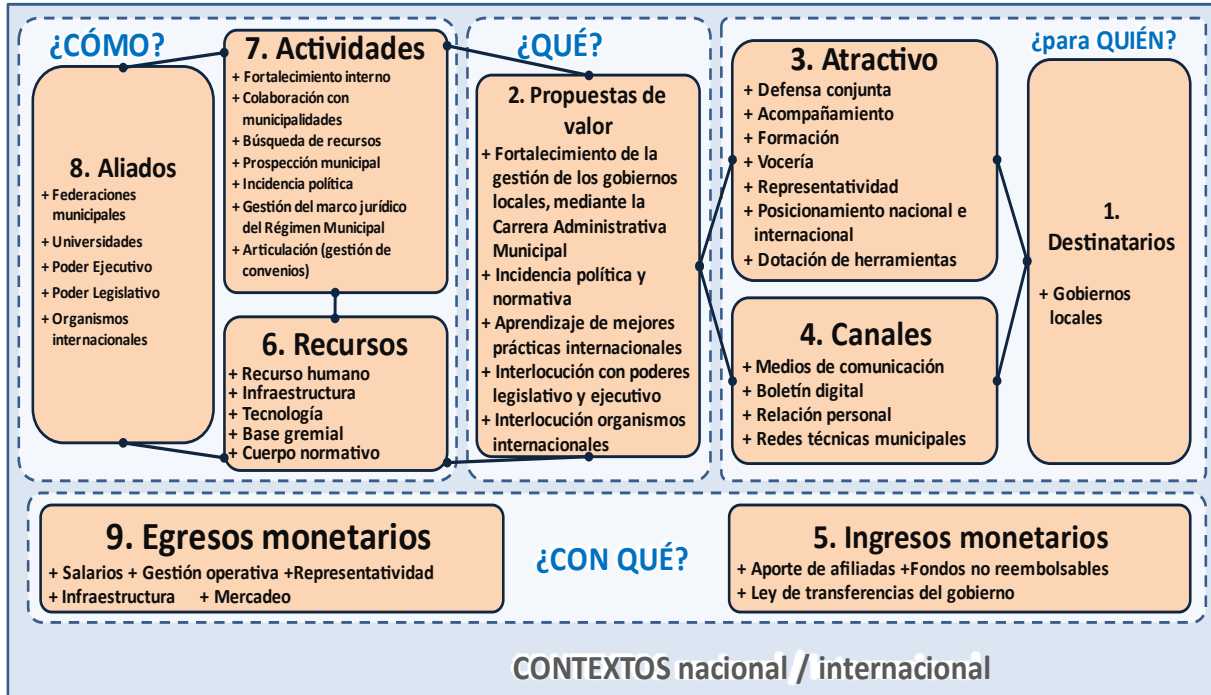 ¿CÓMO?
8. Aliados
+ Federaciones
municipales
+ Universidades
+ Poder Ejecutivo
+ Poder Legislativo
+ Organismos
internacionales
7. Actividades
+ Fortalecimiento interno
+ Colaboración con
municipalidades
+ Búsqueda de recursos
+ Prospección municipal
+ Incidencia política
+ Gestión del marco jurídico
del Régimen Municipal
+ Articulación (gestión de
convenios)
6. Recursos
+ Recurso humano
+ Infraestructura
+ Tecnología
+ Base gremial
+ Cuerpo normativo
¿QUÉ?
2. Propuestas de
valor
+ Fortalecimiento de la
gestión de los gobiernos
locales, mediante la
Carrera Administrativa
Municipal
+ Incidencia política y
normativa
+ Aprendizaje de mejores
prácticas internacionales
+ Interlocución con poderes
legislativo y ejecutivo
+ Interlocución organismos
internacionales
3. Atractivo
+ Defensa conjunta
+ Acompañamiento
+ Formación
+ Vocería
+ Representatividad
+ Posicionamiento nacional e
internacional
+ Dotación de herramientas
4. Canales
+ Medios de comunicación
+ Boletín digital
+ Relación personal
+ Redes técnicas municipales
¿para QUIÉN?
1.
Destinatarios
+ Gobiernos
locales
9. Egresos monetarios
+ Salarios + Gestión operativa +Representatividad
+ Infraestructura + Mercadeo
¿CON QUÉ?
5. Ingresos monetarios
+ Aporte de afiliadas +Fondos no reembolsables
+ Ley de transferencias del gobierno
CONTEXTOS nacional / internacional